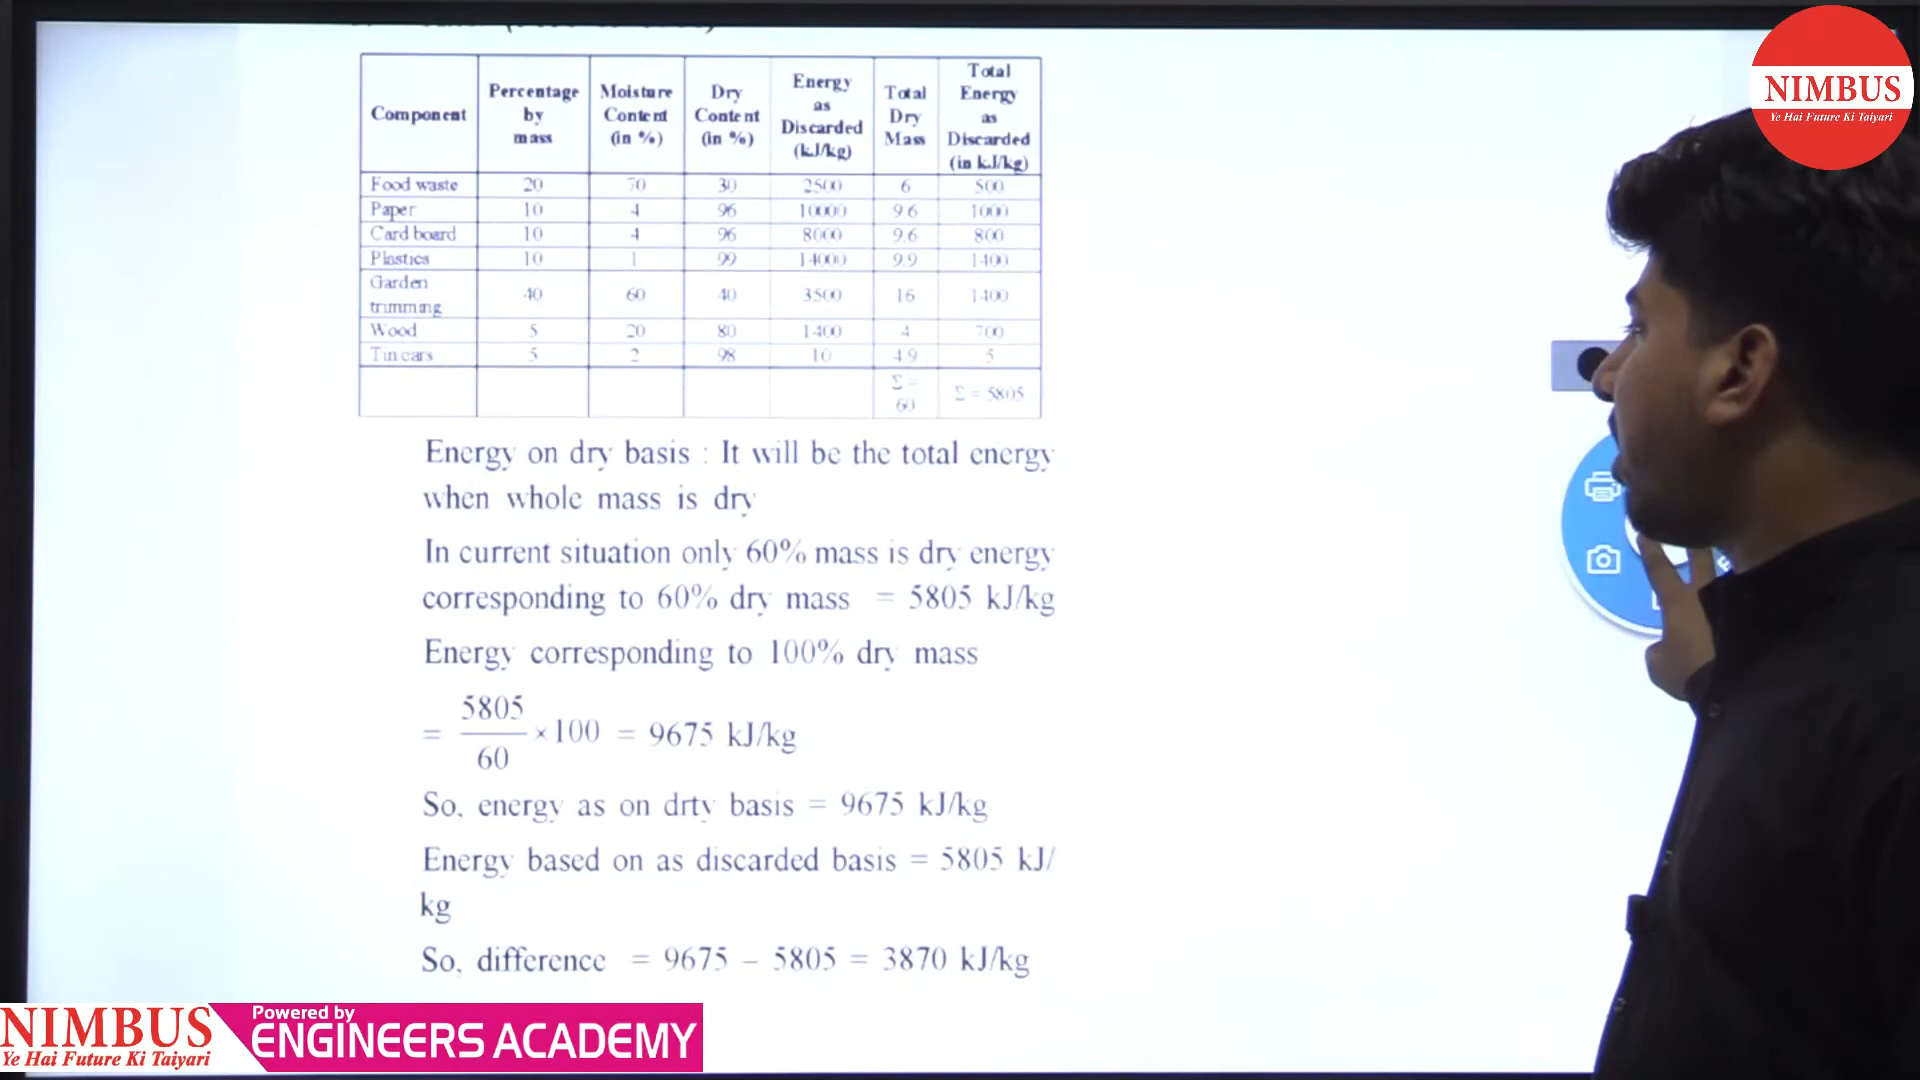 NIMBUS
Ye Hai Future Ki Taiyari
Component | Percentage by mass | Moisture Content (in %) | Dry Content (in %) | Energy as Discarded (kJ/kg) | Total Dry Mass | Total Energy as Discarded (in kJ/kg)
Food waste 20 70 30 2500 6 500
Paper 10 4 96 10000 9.6 1000
Card board 10 4 96 8000 9.6 800
Plastics 10 1 99 14000 9.9 1400
Garden trimming 40 60 40 3500 16 1400
Wood 5 20 80 1400 4 700
Tin cars 5 2 98 10 4.9 5
Σ = 60 Σ = 5805
Energy on dry basis : It will be the total energy
when whole mass is dry
In current situation only 60% mass is dry energy
corresponding to 60% dry mass = 5805 kJ/kg
Energy corresponding to 100% dry mass
= 5805/60 × 100 = 9675 kJ/kg
So, energy as on drty basis = 9675 kJ/kg
Energy based on as discarded basis = 5805 kJ/
kg
So, difference = 9675 – 5805 = 3870 kJ/kg
NIMBUS
Ye Hai Future Ki Taiyari
Powered by
ENGINEERS ACADEMY